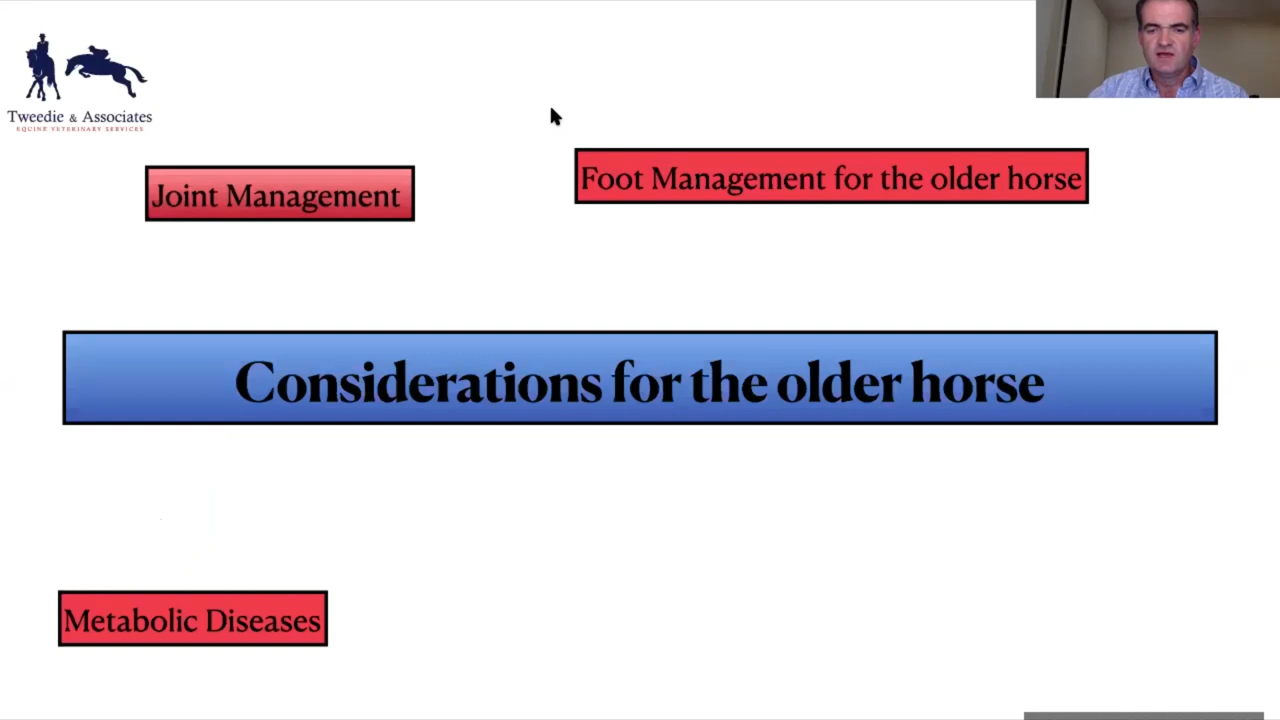 Tweedie & Associates
EQUINE VETERINARY SERVICES
Joint Management
Foot Management for the older horse
Considerations for the older horse
Metabolic Diseases